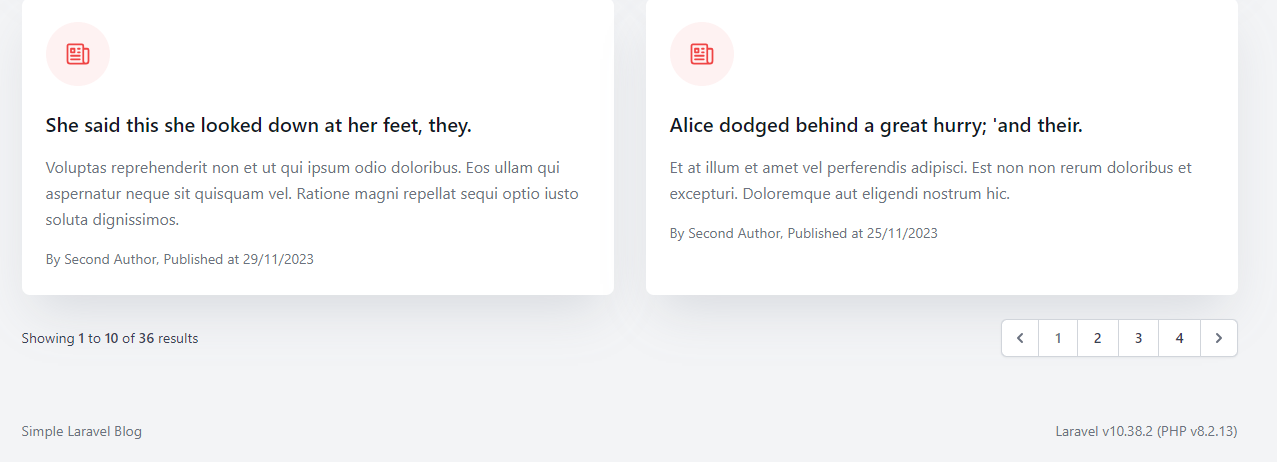 She said this she looked down at her feet, they.
Voluptas reprehenderit non et ut qui ipsum odio doloribus. Eos ullam qui
aspernatur neque sit quisquam vel. Ratione magni repellat sequi optio iusto
soluta dignissimos.
By Second Author, Published at 29/11/2023
Alice dodged behind a great hurry; 'and their.
Et at illum et amet vel perferendis adipisci. Est non non rerum doloribus et
excepturi. Doloremque aut eligendi nostrum hic.
By Second Author, Published at 25/11/2023
Showing 1 to 10 of 36 results
1 2 3 4
Simple Laravel Blog
Laravel v10.38.2 (PHP v8.2.13)